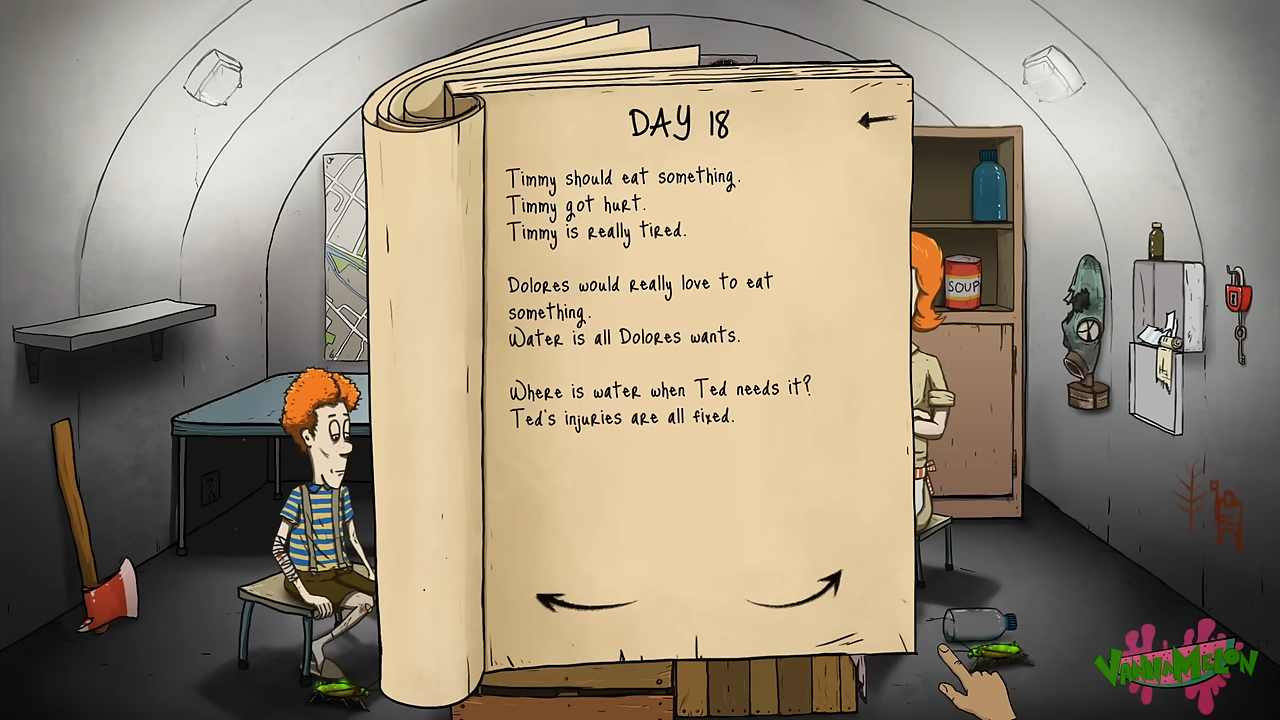 DAY 18
Timmy should eat something.
Timmy got hurt.
Timmy is really tired.
Dolores would really love to eat
something.
Water is all Dolores wants.
Where is water when Ted needs it?
Ted's injuries are all fixed.
SOUP
VANNAMELON